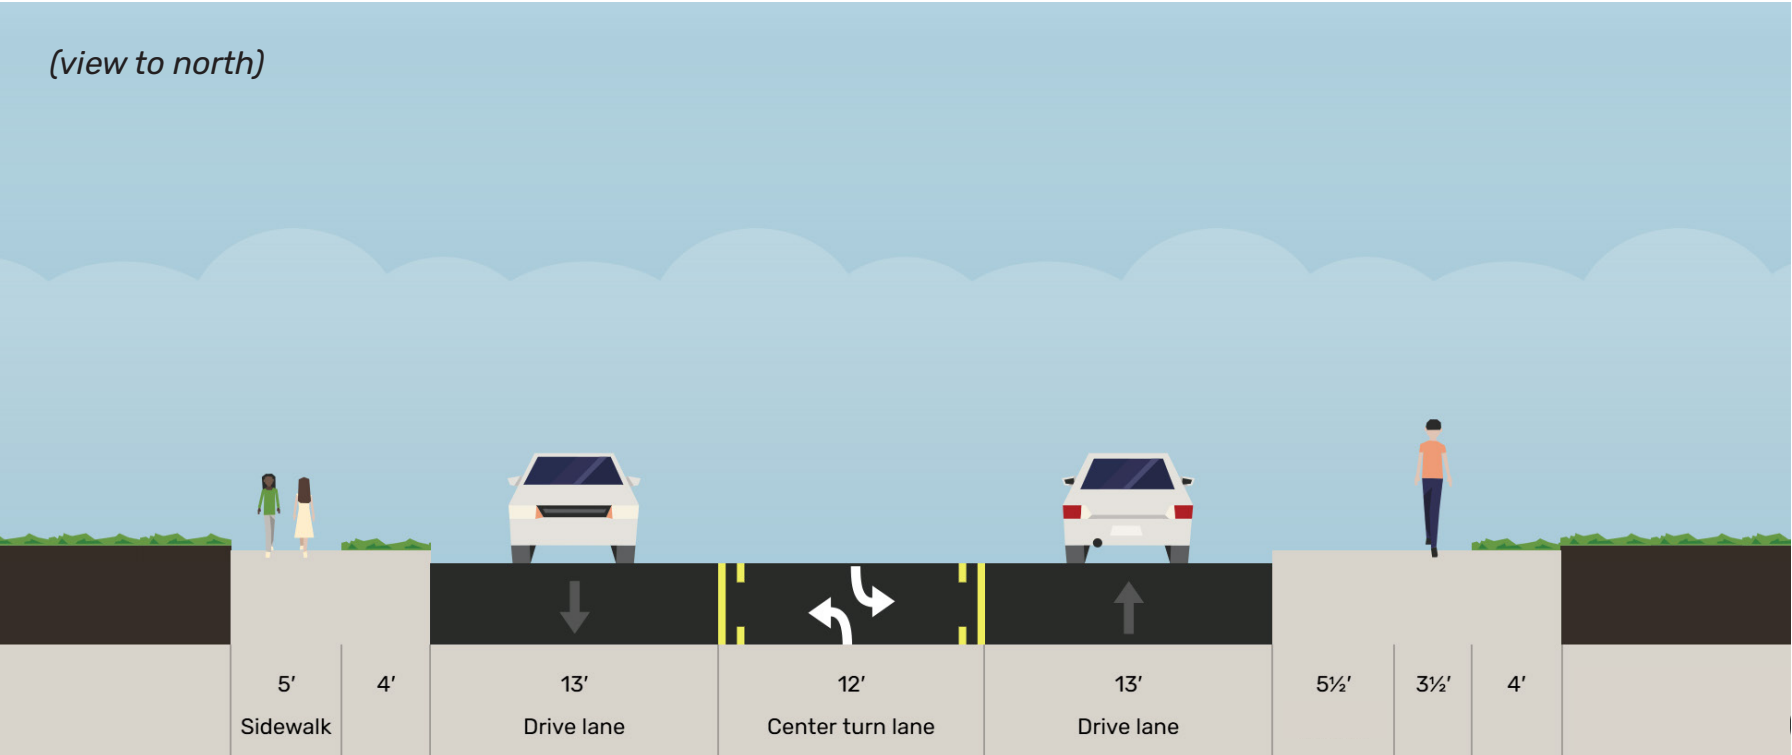 (view to north)
5′ 4′ 13′ 12′ 13′ 5½′ 3½′ 4′
Sidewalk Drive lane Center turn lane Drive lane